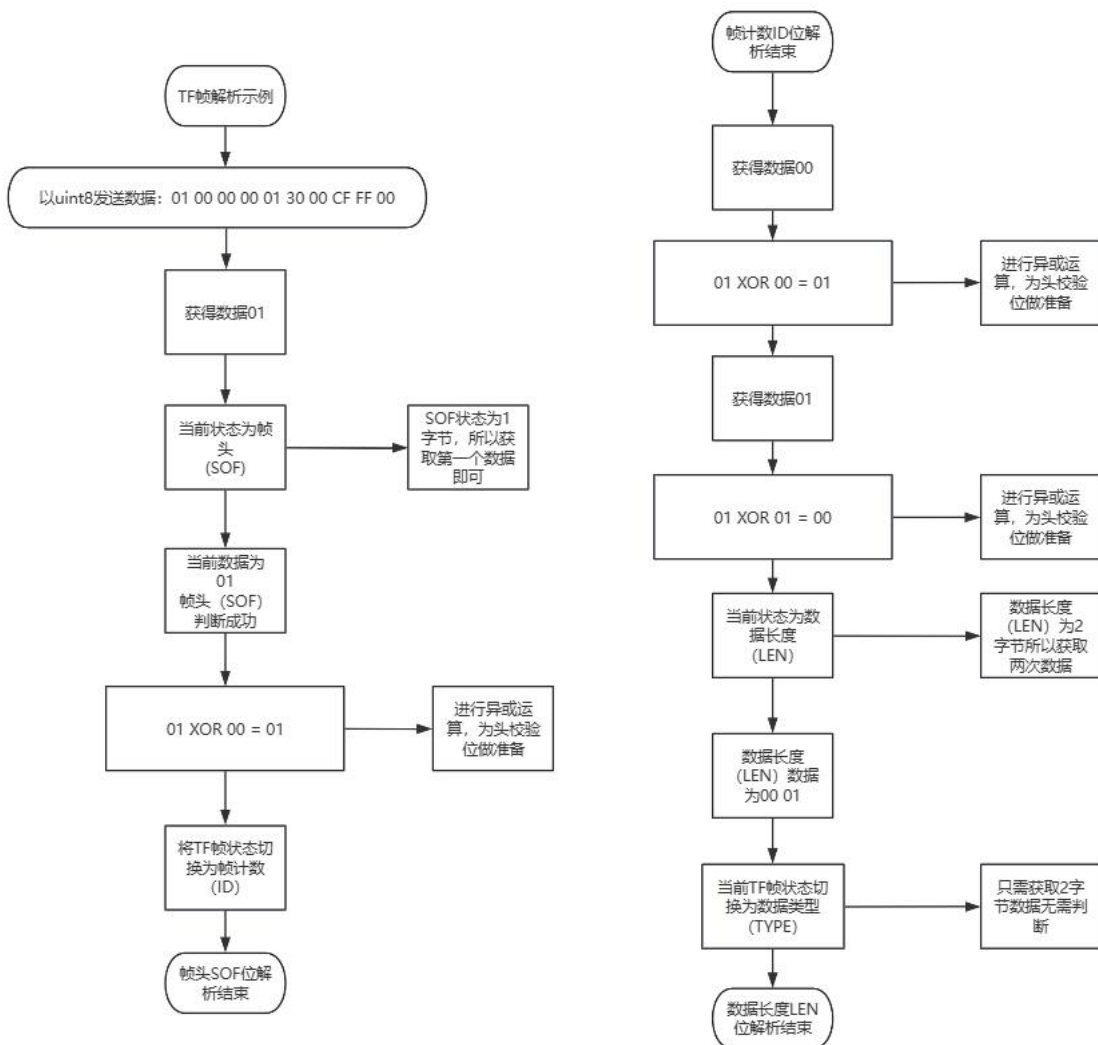 TF帧解析示例
以uint8发送数据：01 00 00 00 01 30 00 CF FF 00
获得数据01
当前状态为帧
头
(SOF)
SOF状态为1
字节，所以获
取第一个数据
即可
当前数据为
01
帧头（SOF）
判断成功
01 XOR 00 = 01
进行异或运
算，为头校验
位做准备
将TF帧状态切
换为帧计数
（ID）
帧头SOF位解
析结束
帧计数ID位解
析结束
获得数据00
01 XOR 00 = 01
进行异或运
算，为头校验
位做准备
获得数据01
01 XOR 01 = 00
进行异或运
算，为头校验
位做准备
当前状态为数
据长度
（LEN）
数据长度
（LEN）为2
字节所以获取
两次数据
数据长度
（LEN）数据
为00 01
当前TF帧状态切
换为数据类型
（TYPE）
只需获取2字
节数据无需判
断
数据长度LEN
位解析结束